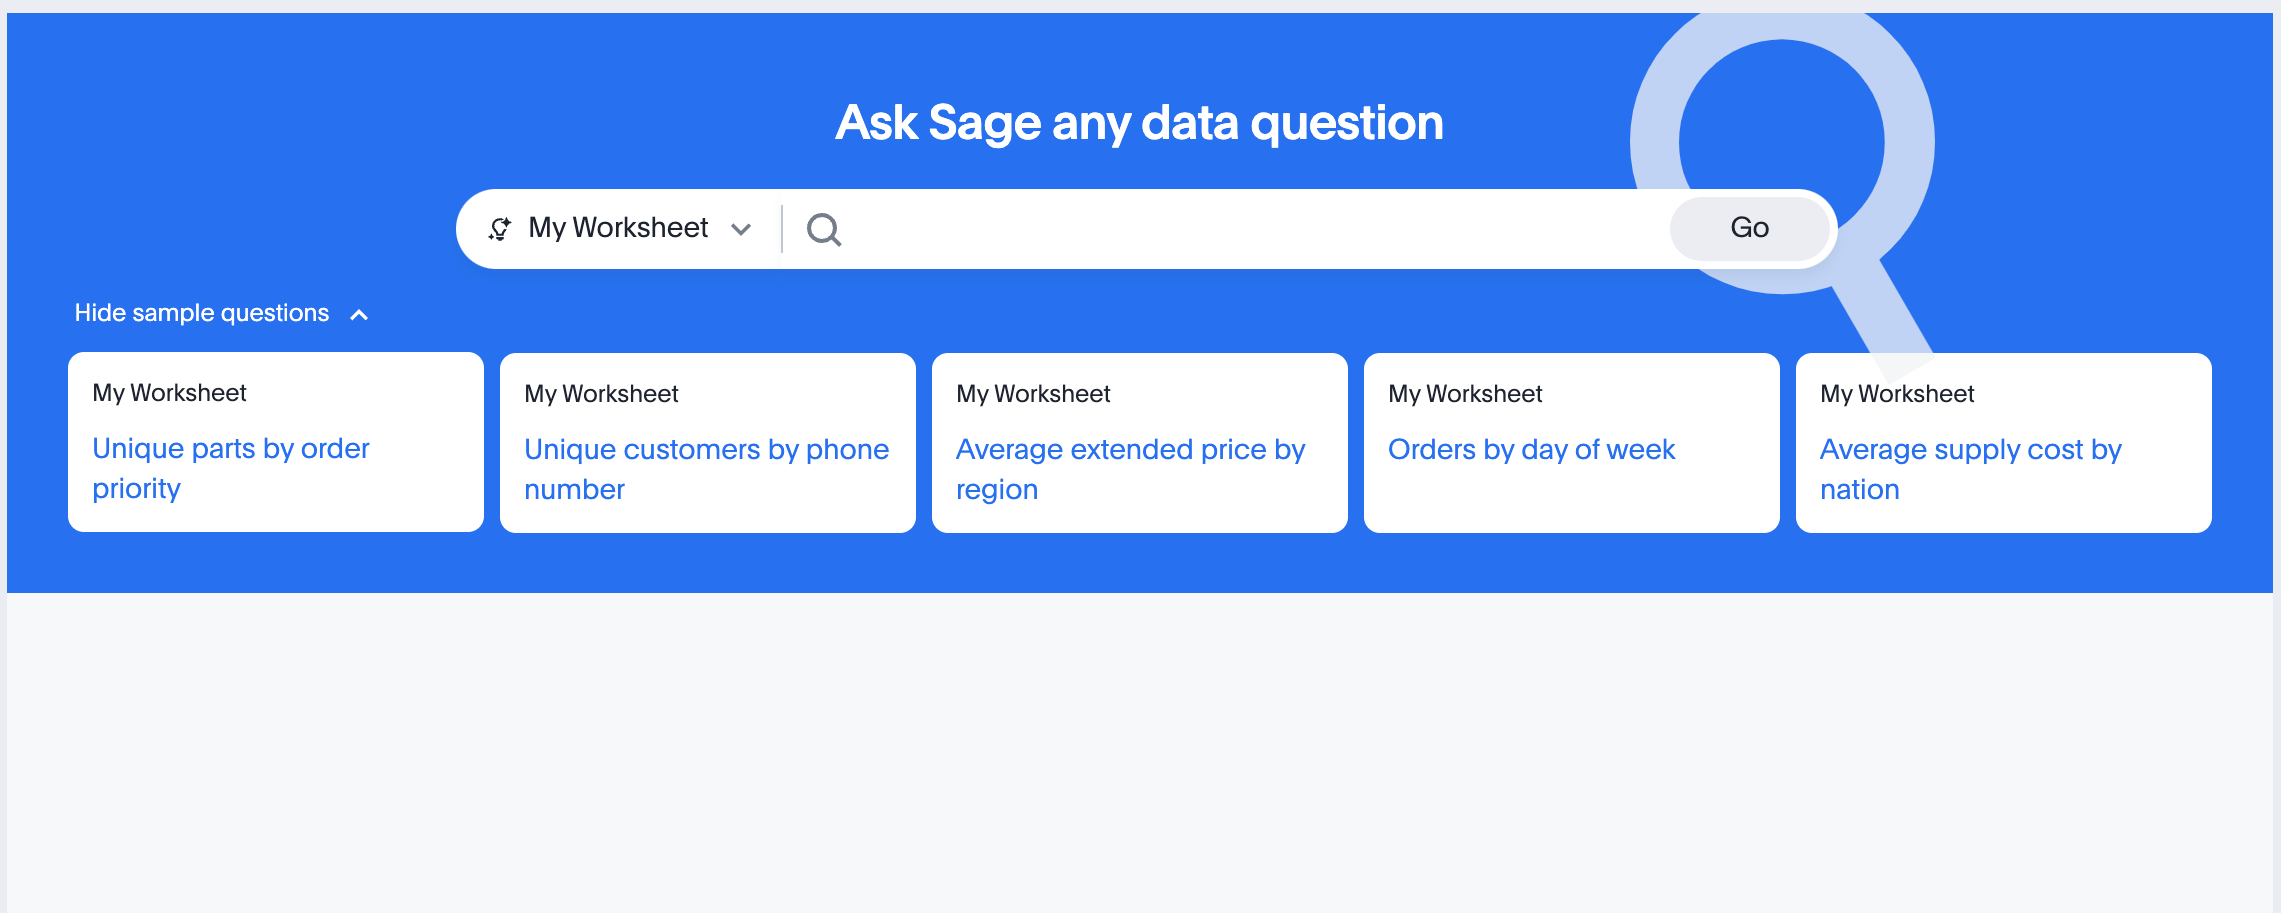 Ask Sage any data question
My Worksheet
Go
Hide sample questions
My Worksheet
Unique parts by order
priority
My Worksheet
Unique customers by phone
number
My Worksheet
Average extended price by
region
My Worksheet
Orders by day of week
My Worksheet
Average supply cost by
nation